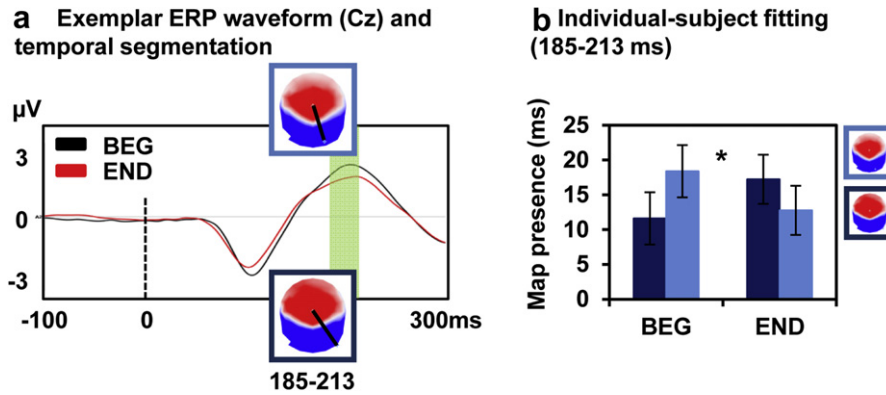 a Exemplar ERP waveform (Cz) and
temporal segmentation
µV
BEG
END
3
0
-3
-100
0
300ms
185-213
b Individual-subject fitting
(185-213 ms)
Map presence (ms)
25
20
15
10
5
0
*
BEG
END